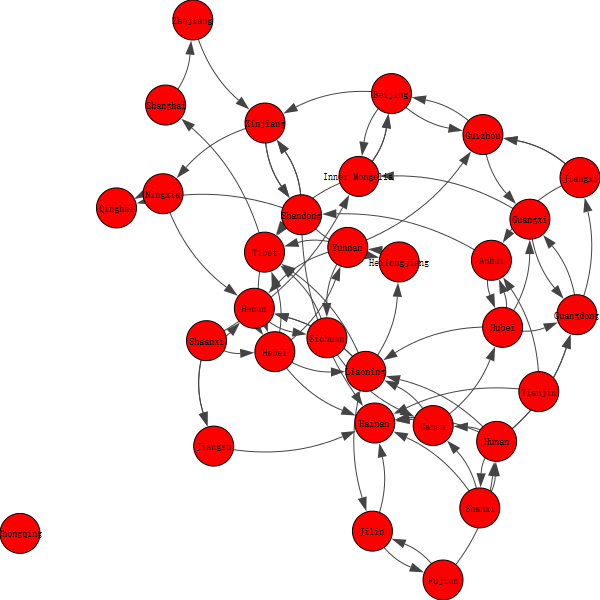 Zhejiang
Beijing
Shanghai
Xinjiang
Guizhou
Inner Mongolia
Jiangxi
Ningxia
Qinghai
Shandong
Guangxi
Yunnan
Tibet
Heilongjiang
Anhui
Henan
Guangdong
Hubei
Shaanxi
Sichuan
Hebei
Liaoning
Tianjin
Hainan
Gansu
Hunan
Jiangsu
Shanxi
Jilin
Chongqing
Fujian